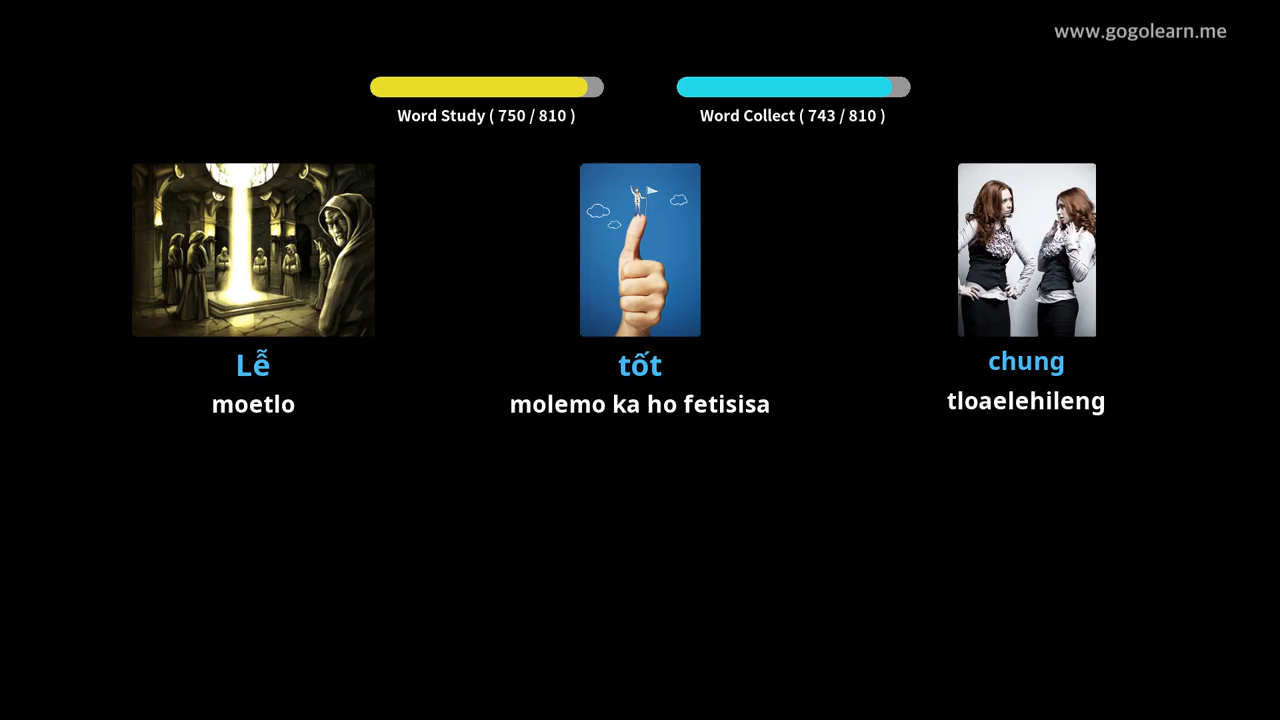 www.gogolearn.me
Word Study ( 750 / 810 )
Word Collect ( 743 / 810 )
Lễ
tốt
chung
moetlo
molemo ka ho fetisisa
tloaelehileng